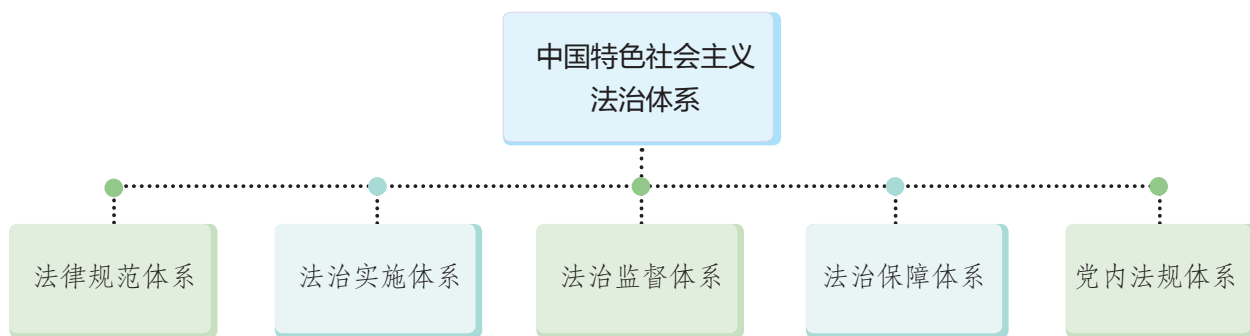 中国特色社会主义
法治体系
法律规范体系
法治实施体系
法治监督体系
法治保障体系
党内法规体系